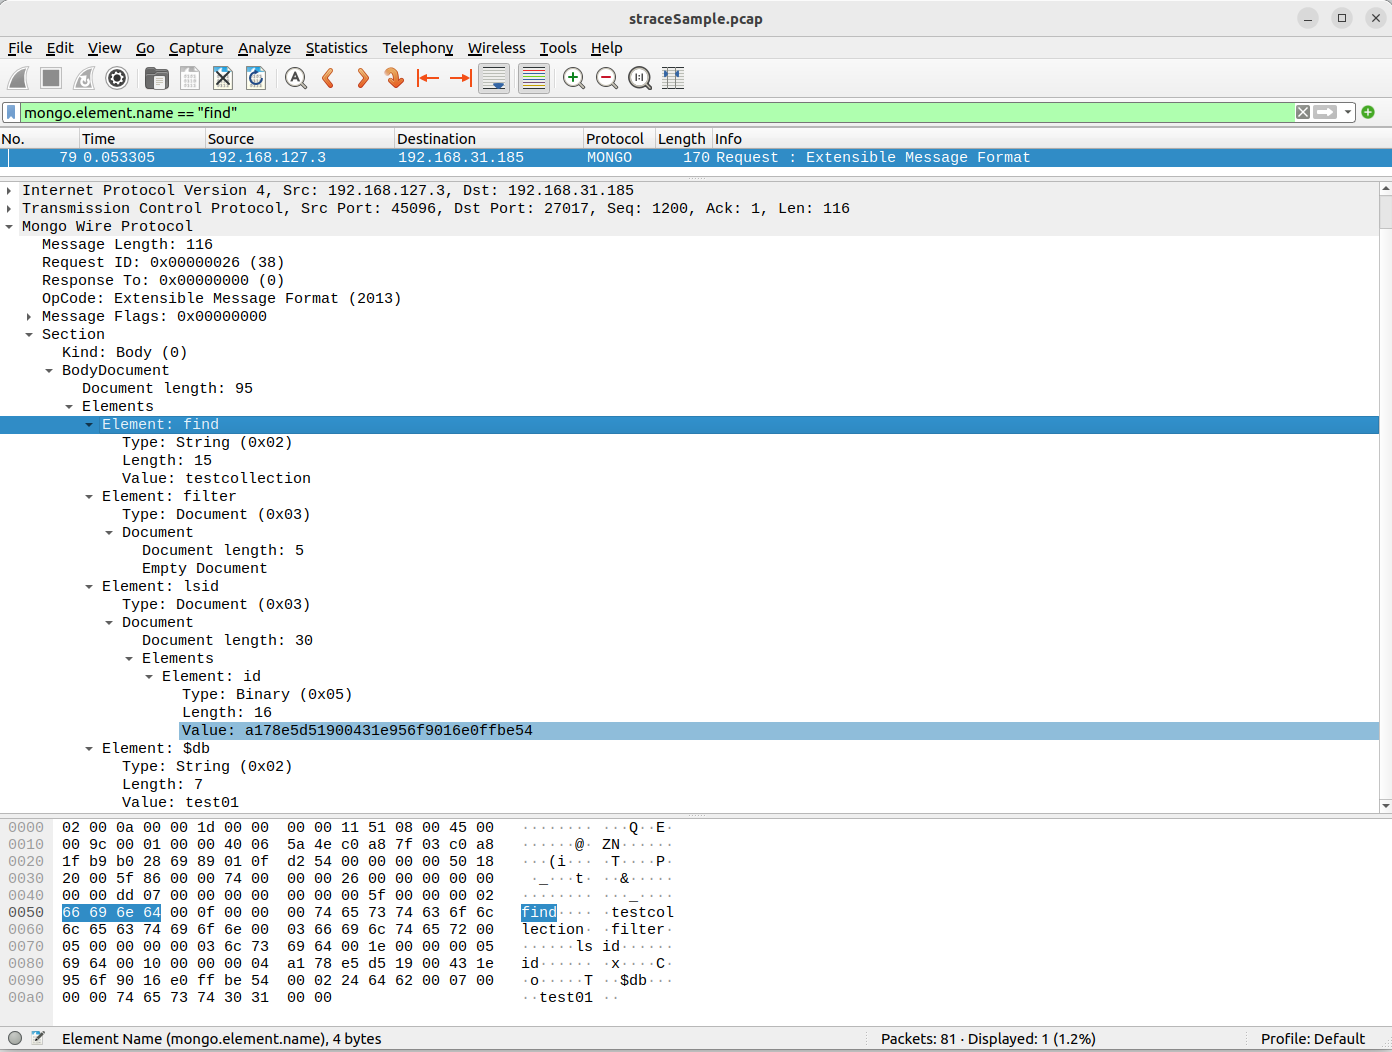 straceSample.pcap
File Edit View Go Capture Analyze Statistics Telephony Wireless Tools Help
mongo.element.name == "find"
No. Time Source Destination Protocol Length Info
79 0.053305 192.168.127.3 192.168.31.185 MONGO 170 Request : Extensible Message Format
Internet Protocol Version 4, Src: 192.168.127.3, Dst: 192.168.31.185
Transmission Control Protocol, Src Port: 45096, Dst Port: 27017, Seq: 1200, Ack: 1, Len: 116
Mongo Wire Protocol
Message Length: 116
Request ID: 0x00000026 (38)
Response To: 0x00000000 (0)
OpCode: Extensible Message Format (2013)
Message Flags: 0x00000000
Section
Kind: Body (0)
BodyDocument
Document length: 95
Elements
Element: find
Type: String (0x02)
Length: 15
Value: testcollection
Element: filter
Type: Document (0x03)
Document
Document length: 5
Empty Document
Element: lsid
Type: Document (0x03)
Document
Document length: 30
Elements
Element: id
Type: Binary (0x05)
Length: 16
Value: a178e5d51900431e956f9016e0ffbe54
Element: $db
Type: String (0x02)
Length: 7
Value: test01
0000 02 00 0a 00 00 1d 00 00 00 00 11 51 08 00 45 00 ········ ···Q··E·
0010 00 9c 00 01 00 00 40 06 5a 4e c0 a8 7f 03 c0 a8 ······@· ZN······
0020 1f b9 b0 28 69 89 01 0f d2 54 00 00 00 00 50 18 ···(i··· ·T····P·
0030 20 00 5f 86 00 00 74 00 00 00 26 00 00 00 00 00 ·_···t· ··&·····
0040 00 00 dd 07 00 00 00 00 00 00 00 5f 00 00 00 02 ········ ···_····
0050 66 69 6e 64 00 0f 00 00 00 74 65 73 74 63 6f 6c find···· ·testcol
0060 6c 65 63 74 69 6f 6e 00 03 66 69 6c 74 65 72 00 lection· ·filter·
0070 05 00 00 00 00 03 6c 73 69 64 00 1e 00 00 00 05 ······ls id······
0080 69 64 00 10 00 00 00 04 a1 78 e5 d5 19 00 43 1e id······ ·x····C·
0090 95 6f 90 16 e0 ff be 54 00 02 24 64 62 00 07 00 ·o·····T ··$db···
00a0 00 00 74 65 73 74 30 31 00 00 ··test01 ··
Element Name (mongo.element.name), 4 bytes Packets: 81 · Displayed: 1 (1.2%) Profile: Default